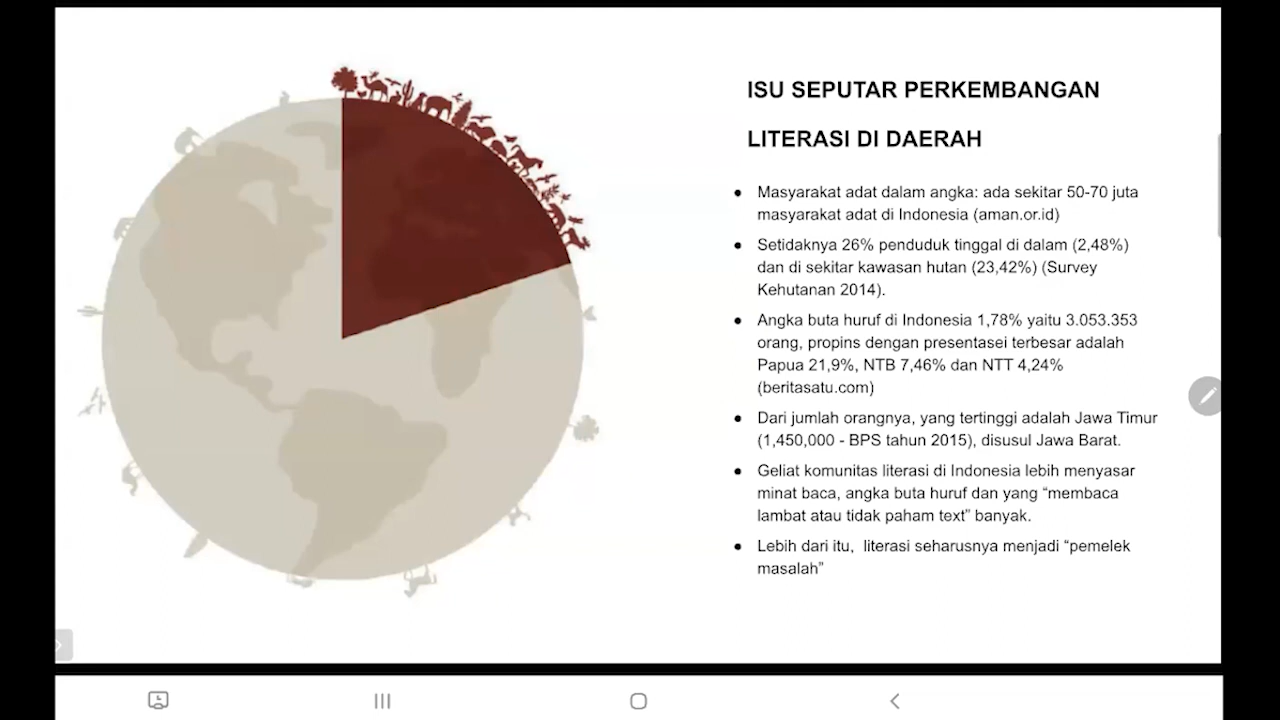 ISU SEPUTAR PERKEMBANGAN
LITERASI DI DAERAH
● Masyarakat adat dalam angka: ada sekitar 50-70 juta
masyarakat adat di Indonesia (aman.or.id)
● Setidaknya 26% penduduk tinggal di dalam (2,48%)
dan di sekitar kawasan hutan (23,42%) (Survey
Kehutanan 2014).
● Angka buta huruf di Indonesia 1,78% yaitu 3.053.353
orang, propins dengan presentasei terbesar adalah
Papua 21,9%, NTB 7,46% dan NTT 4,24%
(beritasatu.com)
● Dari jumlah orangnya, yang tertinggi adalah Jawa Timur
(1,450,000 - BPS tahun 2015), disusul Jawa Barat.
● Geliat komunitas literasi di Indonesia lebih menyasar
minat baca, angka buta huruf dan yang “membaca
lambat atau tidak paham text” banyak.
● Lebih dari itu,  literasi seharusnya menjadi “pemelek
masalah”